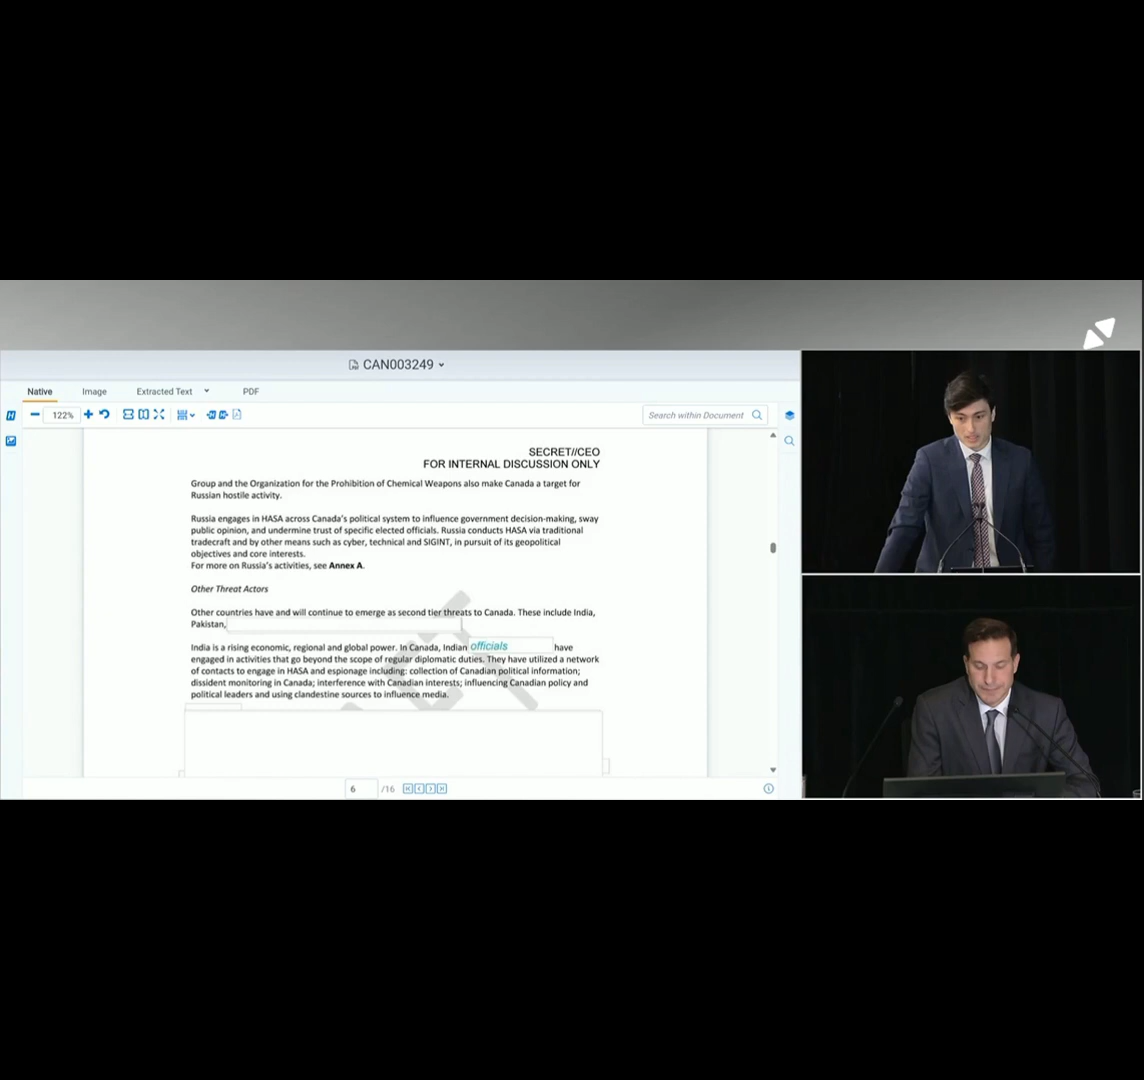 CAN003249
Native Image Extracted Text PDF
122%
Search within Document
SECRET//CEO
FOR INTERNAL DISCUSSION ONLY
Group and the Organization for the Prohibition of Chemical Weapons also make Canada a target for
Russian hostile activity.
Russia engages in HASA across Canada's political system to influence government decision-making, sway
public opinion, and undermine trust of specific elected officials. Russia conducts HASA via traditional
tradecraft and by other means such as cyber, technical and SIGINT, in pursuit of its geopolitical
objectives and core interests.
For more on Russia's activities, see Annex A.
Other Threat Actors
Other countries have and will continue to emerge as second tier threats to Canada. These include India,
Pakistan,
India is a rising economic, regional and global power. In Canada, Indian officials have
engaged in activities that go beyond the scope of regular diplomatic duties. They have utilized a network
of contacts to engage in HASA and espionage including: collection of Canadian political information;
dissident monitoring in Canada; interference with Canadian interests; influencing Canadian policy and
political leaders and using clandestine sources to influence media.
6 /16